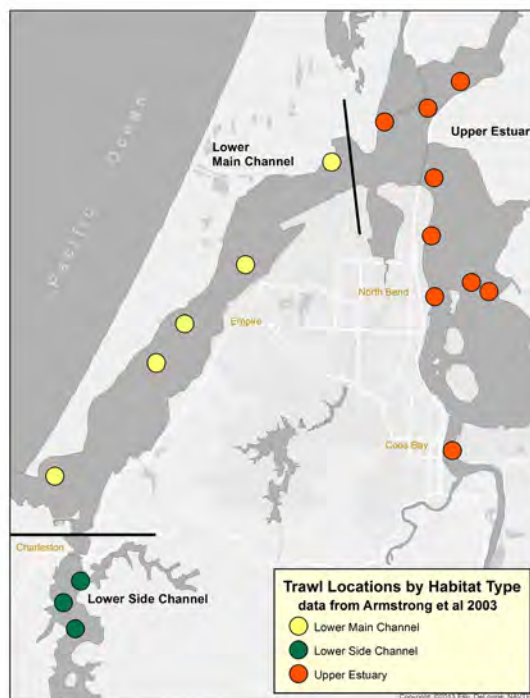 Pacific Ocean
Lower
Main Channel
Upper Estuary
North Bend
Empire
Coos Bay
Charleston
Lower Side Channel
Trawl Locations by Habitat Type
data from Armstrong et al 2003
Lower Main Channel
Lower Side Channel
Upper Estuary